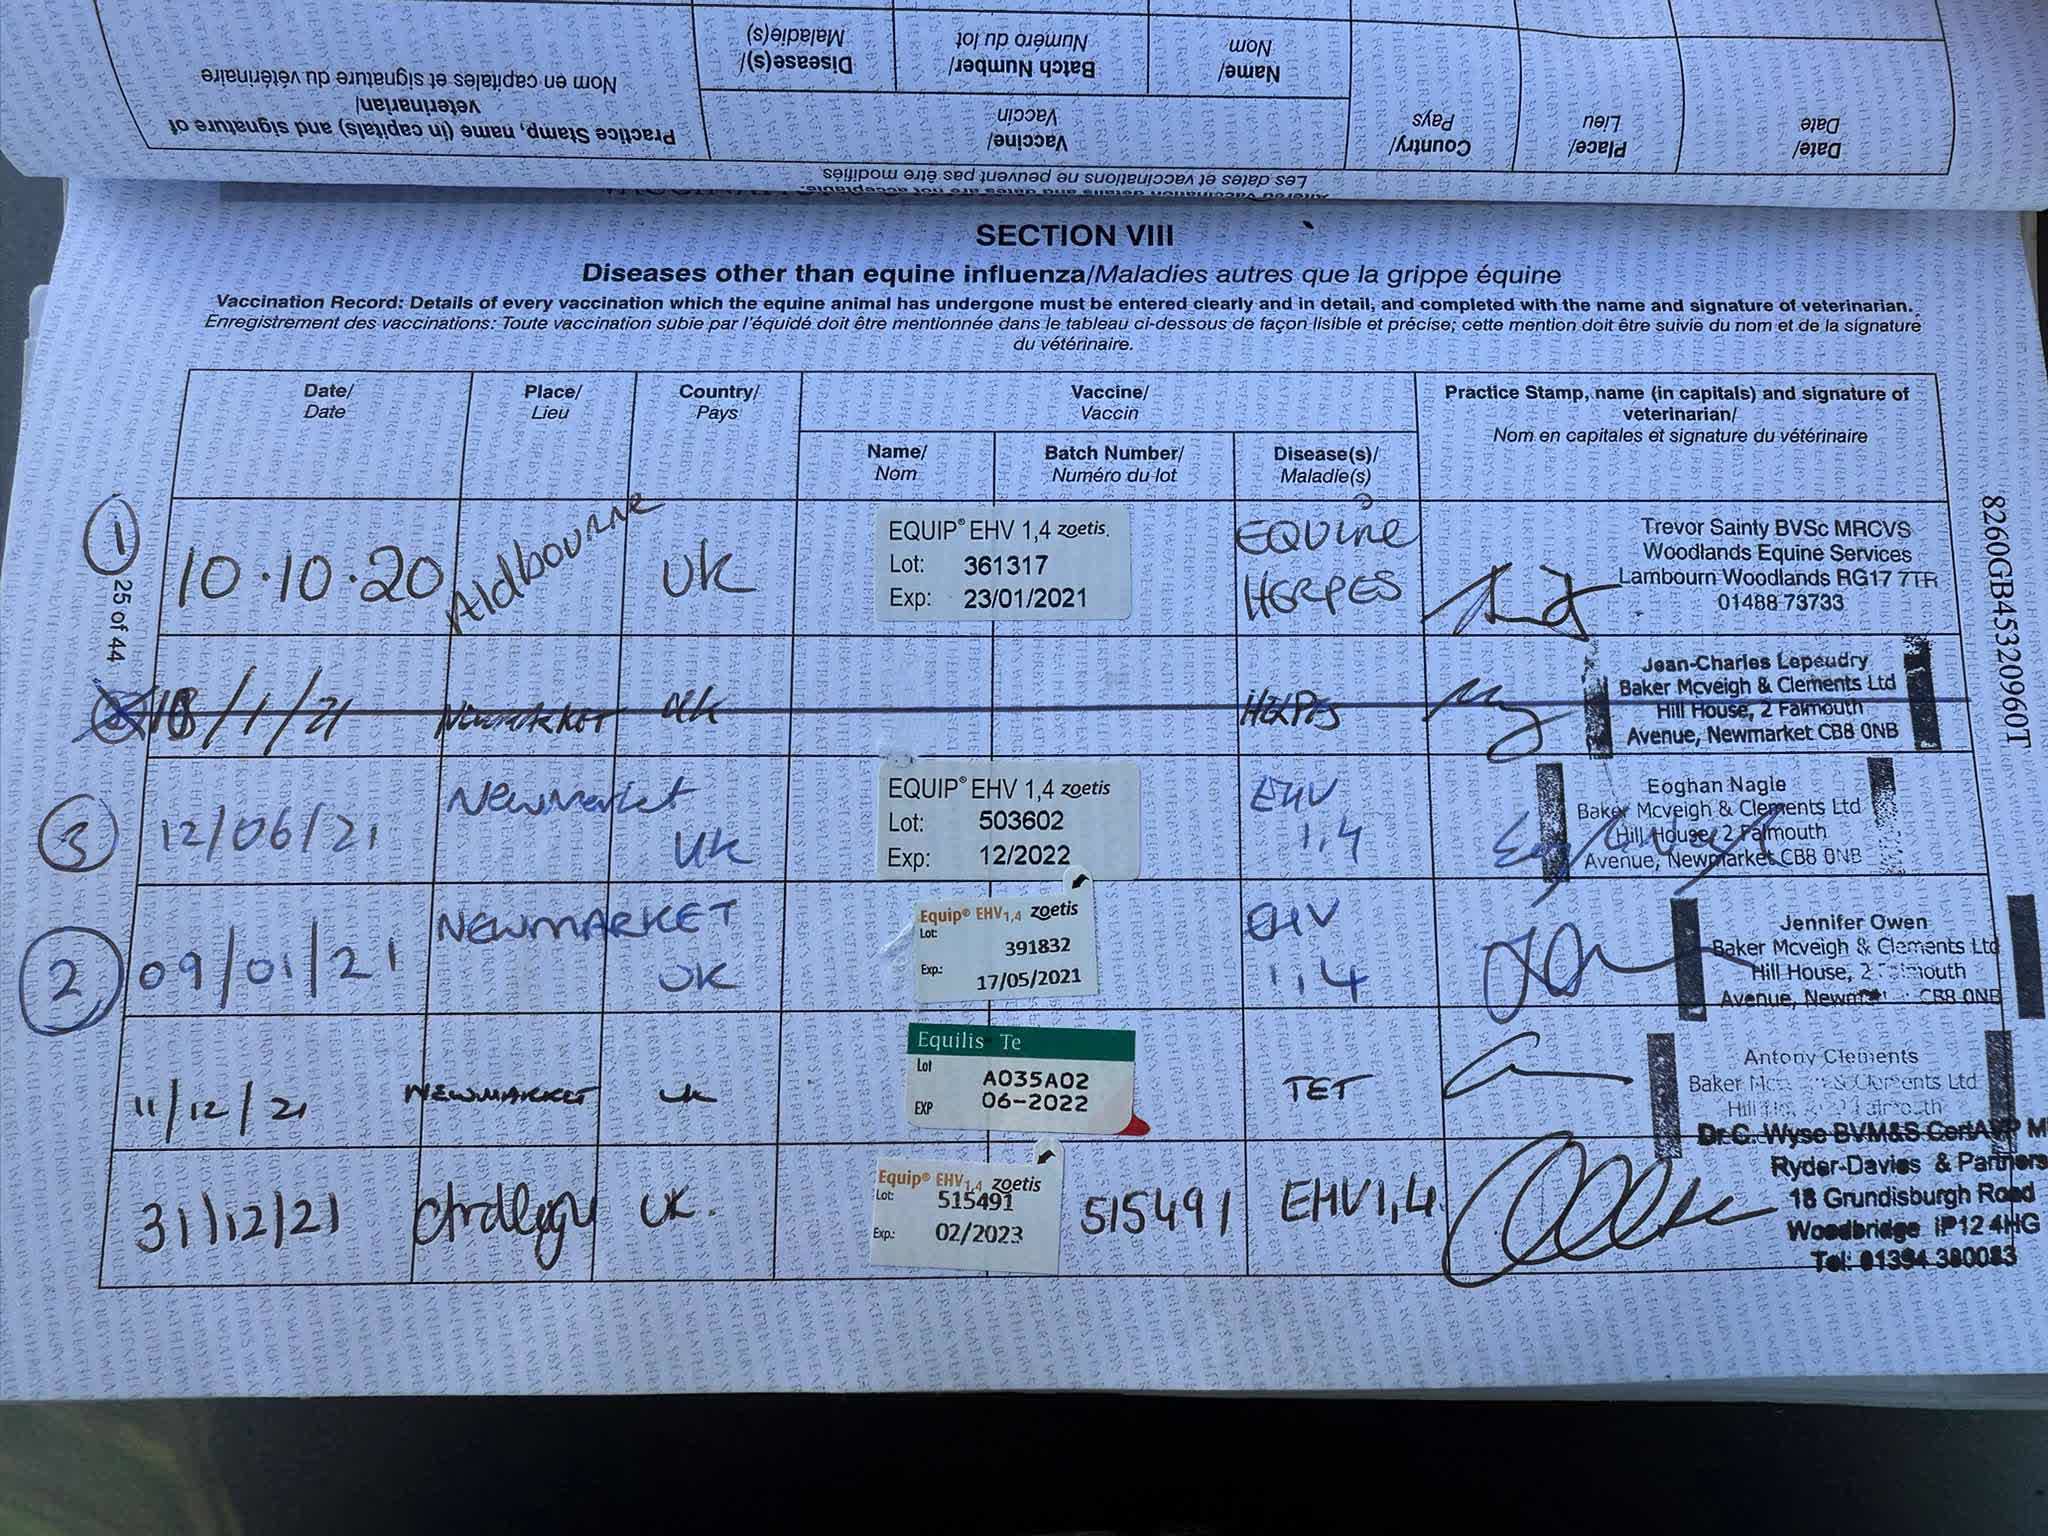 Practice Stamp, name (in capitals) and signature of
veterinarian/
Nom en capitales et signature du vétérinaire
Disease(s)/
Maladie(s)
Batch Number/
Numéro du lot
Name/
Nom
Vaccine/
Vaccin
Country/
Pays
Place/
Lieu
Date/
Date
Les dates et vaccinations ne peuvent pas être modifiés.
SECTION VIII
Diseases other than equine influenza/Maladies autres que la grippe équine
Vaccination Record: Details of every vaccination which the equine animal has undergone must be entered clearly and in detail, and completed with the name and signature of veterinarian.
Enregistrement des vaccinations: Toute vaccination subie par l'équidé doit être mentionnée dans le tableau ci-dessous de façon lisible et précise; cette mention doit être suivie du nom et de la signature
du vétérinaire.
Date/
Date
Place/
Lieu
Country/
Pays
Vaccine/
Vaccin
Name/
Nom
Batch Number/
Numéro du lot
Disease(s)/
Maladie(s)
Practice Stamp, name (in capitals) and signature of
veterinarian/
Nom en capitales et signature du vétérinaire
1
10.10.20
Aldbourne
UK
EQUIP® EHV 1,4 zoetis.
Lot: 361317
Exp: 23/01/2021
EQUINE
HERPES
Trevor Sainty BVSc MRCVS
Woodlands Equine Services
Lambourn Woodlands RG17 7TR
01488 73733
/1/21
NEWMARKET
UK
HERPES
Jean-Charles Lepeudry
Baker Mcveigh & Clements Ltd
Hill House, 2 Falmouth
Avenue, Newmarket CB8 0NB
3
12/06/21
Newmarket
UK
EQUIP® EHV 1,4 zoetis
Lot: 503602
Exp: 12/2022
EHV
1,4
Eoghan Nagle
Baker Mcveigh & Clements Ltd
Hill House, 2 Falmouth
Avenue, Newmarket CB8 0NB
2
09/01/21
NEWMARKET
UK
Equip® EHV1,4 zoetis
Lot: 391832
Exp.: 17/05/2021
EHV
1,4
Jennifer Owen
Baker Mcveigh & Clements Ltd
Hill House, 2 Falmouth
Avenue, Newmarket CB8 0NB
11/12/21
NEWMARKET
UK
Equilis Te
Lot A035A02
EXP 06-2022
TET
Antony Clements
Baker & Clements Ltd
Falmouth
31/12/21
UK.
Equip® EHV1,4 zoetis
Lot: 515491
Exp.: 02/2023
515491
EHV1,4
Dr.C. Wyse BVM&S CertAVP M
Ryder-Davies & Partners
18 Grundisburgh Road
Woodbridge IP12 4HG
Tel: 01394 380083
25 of 44
8260GB45320960T